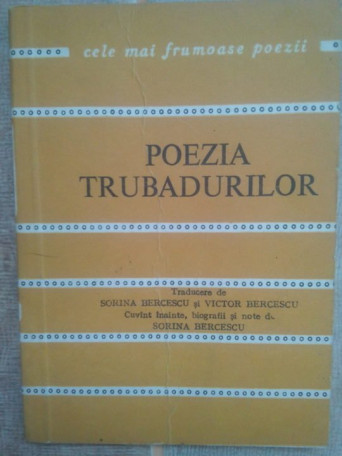 cele mai frumoase poezii
POEZIA
TRUBADURILOR
Traducere de
SORINA BERCESCU și VICTOR BERCESCU
Cuvînt înainte, biografii și note de
SORINA BERCESCU